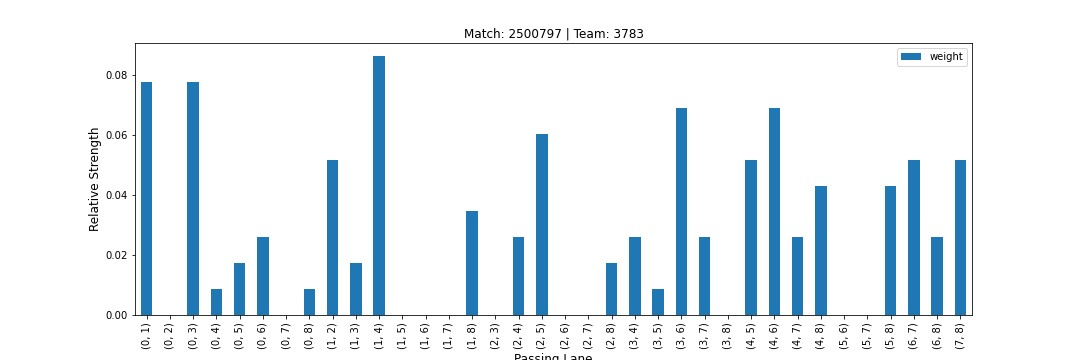 Match: 2500797 | Team: 3783
weight
Relative Strength
0.08
0.06
0.04
0.02
0.00
(0, 1) (0, 2) (0, 3) (0, 4) (0, 5) (0, 6) (0, 7) (0, 8) (1, 2) (1, 3) (1, 4) (1, 5) (1, 6) (1, 7) (1, 8) (2, 3) (2, 4) (2, 5) (2, 6) (2, 7) (2, 8) (3, 4) (3, 5) (3, 6) (3, 7) (3, 8) (4, 5) (4, 6) (4, 7) (4, 8) (5, 6) (5, 7) (5, 8) (6, 7) (6, 8) (7, 8)
Passing Lane